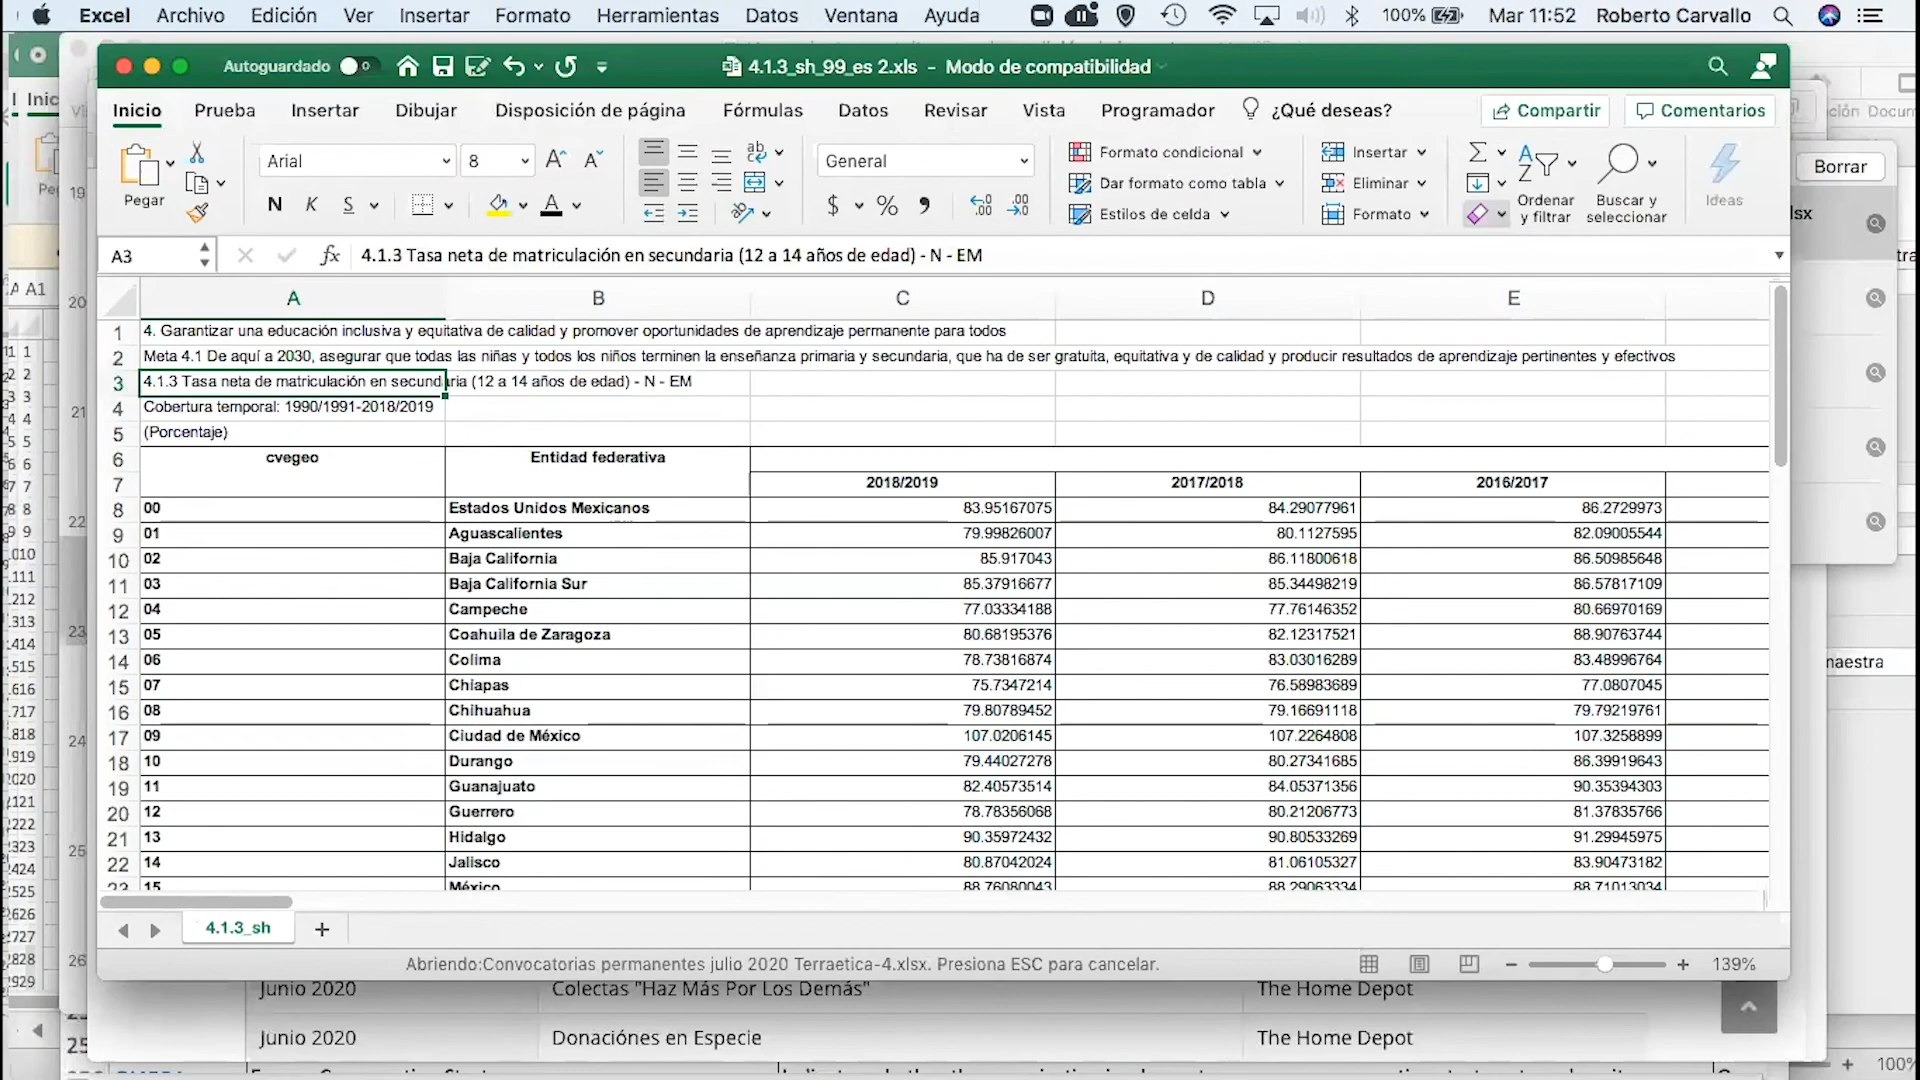 Excel Archivo Edición Ver Insertar Formato Herramientas Datos Ventana Ayuda 100% Mar 11:52 Roberto Carvallo
Autoguardado 4.1.3_sh_99_es 2.xls - Modo de compatibilidad
Inicio Prueba Insertar Dibujar Disposición de página Fórmulas Datos Revisar Vista Programador ¿Qué deseas? Compartir Comentarios
Pegar Arial 8 General Formato condicional Insertar
Dar formato como tabla Eliminar
N K S Estilos de celda Formato
Ordenar y filtrar Buscar y seleccionar Ideas
Borrar
A3 fx 4.1.3 Tasa neta de matriculación en secundaria (12 a 14 años de edad) - N - EM
A B C D E
1 4. Garantizar una educación inclusiva y equitativa de calidad y promover oportunidades de aprendizaje permanente para todos
2 Meta 4.1 De aquí a 2030, asegurar que todas las niñas y todos los niños terminen la enseñanza primaria y secundaria, que ha de ser gratuita, equitativa y de calidad y producir resultados de aprendizaje pertinentes y efectivos
3 4.1.3 Tasa neta de matriculación en secundaria (12 a 14 años de edad) - N - EM
4 Cobertura temporal: 1990/1991-2018/2019
5 (Porcentaje)
6 cvegeo Entidad federativa
7 2018/2019 2017/2018 2016/2017
8 00 Estados Unidos Mexicanos 83.95167075 84.29077961 86.2729973
9 01 Aguascalientes 79.99826007 80.1127595 82.09005544
10 02 Baja California 85.917043 86.11800618 86.50985648
11 03 Baja California Sur 85.37916677 85.34498219 86.57817109
12 04 Campeche 77.03334188 77.76146352 80.66970169
13 05 Coahuila de Zaragoza 80.68195376 82.12317521 88.90763744
14 06 Colima 78.73816874 83.03016289 83.48996764
15 07 Chiapas 75.7347214 76.58983689 77.0807045
16 08 Chihuahua 79.80789452 79.16691118 79.79219761
17 09 Ciudad de México 107.0206145 107.2264808 107.3258899
18 10 Durango 79.44027278 80.27341685 86.39919643
19 11 Guanajuato 82.40573514 84.05371356 90.35394303
20 12 Guerrero 78.78356068 80.21206773 81.37835766
21 13 Hidalgo 90.35972432 90.80533269 91.29945975
22 14 Jalisco 80.87042024 81.06105327 83.90473182
23 15 México 88.76080043 88.29063334 88.71013034
4.1.3_sh
Abriendo:Convocatorias permanentes julio 2020 Terraetica-4.xlsx. Presiona ESC para cancelar. 139%
Junio 2020 Colectas "Haz Más Por Los Demás" The Home Depot
Junio 2020 Donaciónes en Especie The Home Depot